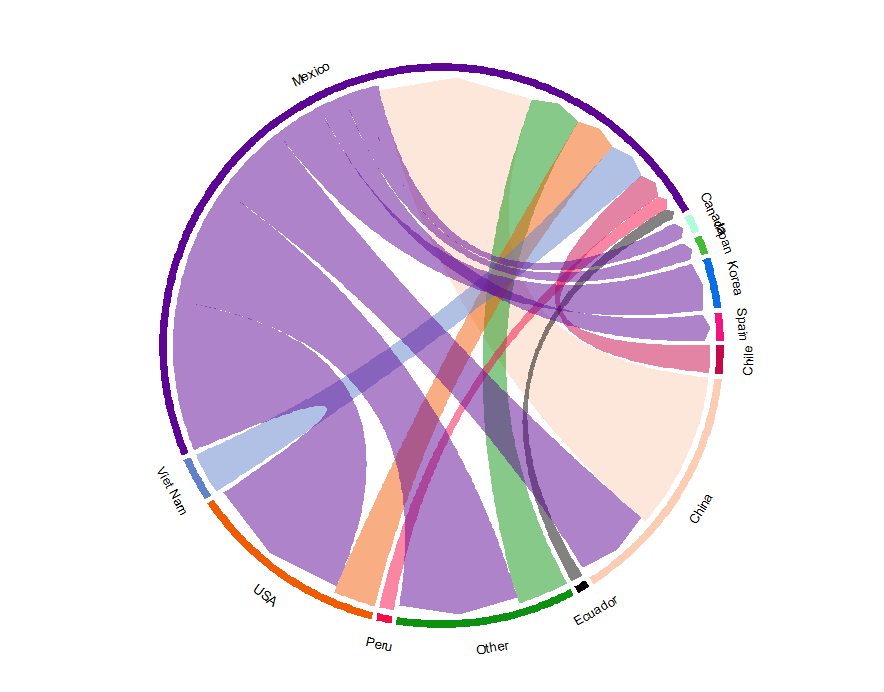 Mexico
Canada
Japan
Korea
Spain
Chile
China
Ecuador
Other
Peru
USA
Viet Nam